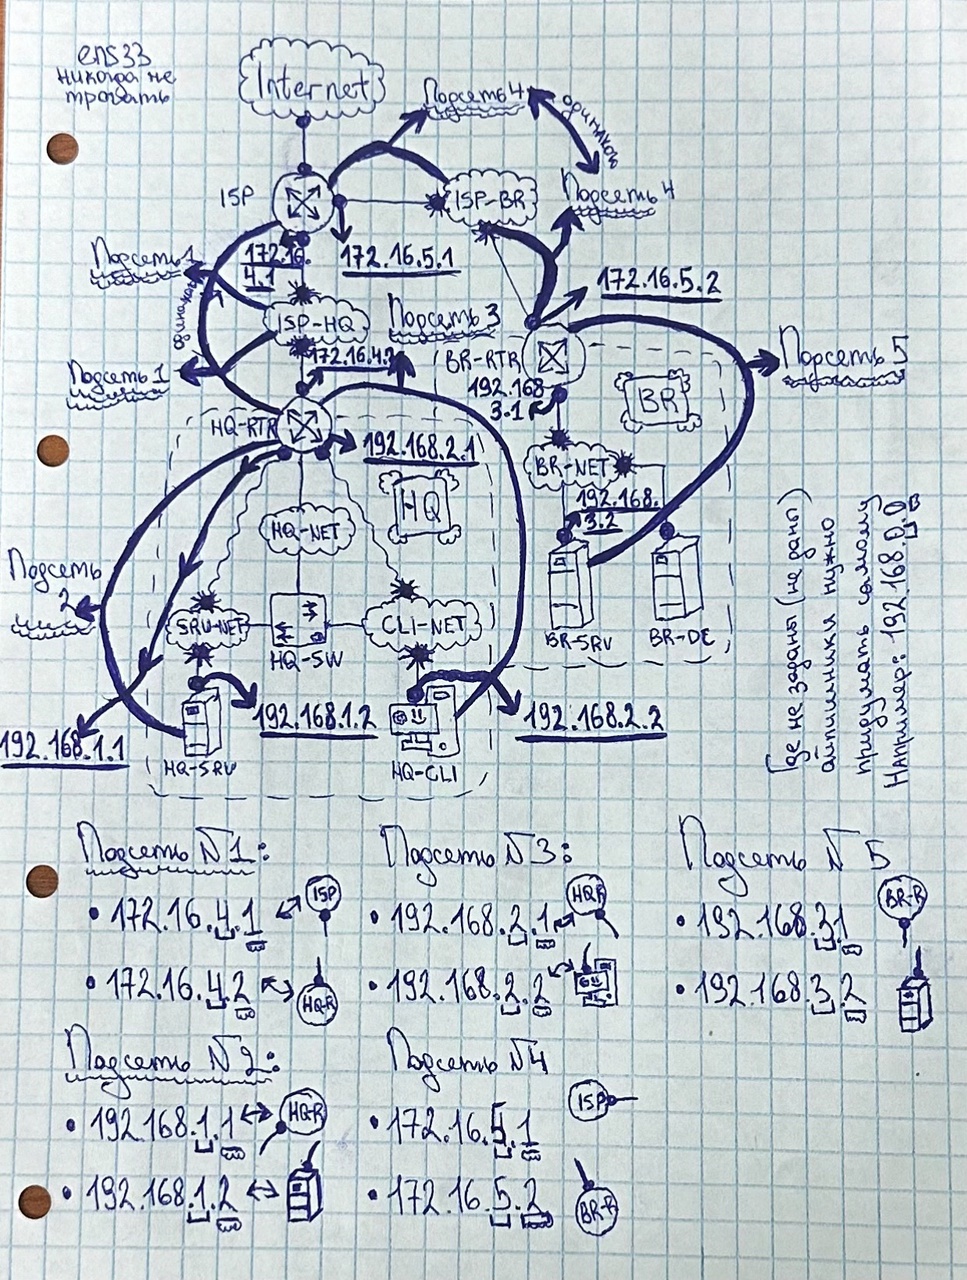 ens33
никогда не
трогать
Internet
Подсеть 4
одинаков
ISP
ISP-BR
Подсеть 4
Подсеть 1
172.16.
4.1
172.16.5.1
172.16.5.2
одинаков
ISP-HQ
Подсеть 3
172.16.4.2
BR-RTR
Подсеть 5
Подсеть 1
192.168
3.1
BR
HQ-RTR
192.168.2.1
BR-NET
HQ
192.168.
3.2
HQ-NET
Подсеть
2
SRV-NET
HQ-SW
CLI-NET
BR-SRV
BR-DE
192.168.1.1
192.168.1.2
192.168.2.2
HQ-SRV
HQ-CLI
Где не заданы (не даны)
айпишники нужно
придумать самому
Например: 192.168.0.0
Подсеть №1:
• 172.16.4.1
ISP
• 172.16.4.2
HQ-R
Подсеть №2:
• 192.168.1.1
HQ-R
• 192.168.1.2
Подсеть №3:
• 192.168.2.1
HQR
• 192.168.2.2
Подсеть №4
• 172.16.5.1
ISP
• 172.16.5.2
BR-R
Подсеть № 5
• 192.168.3.1
BR-R
• 192.168.3.2